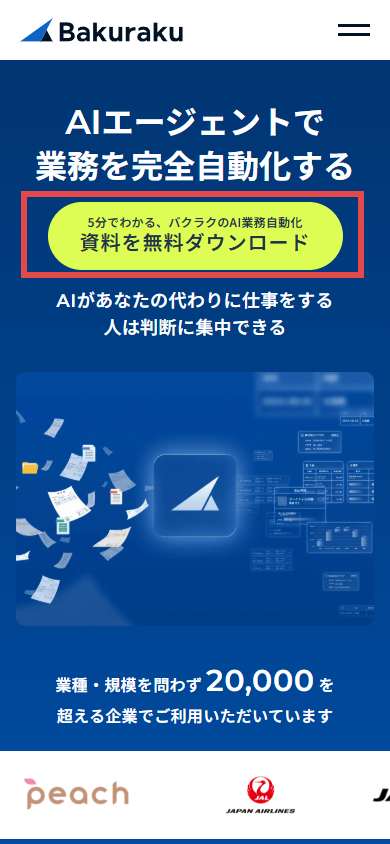 Bakuraku
AIエージェントで
業務を完全自動化する
5分でわかる、バクラクのAI業務自動化
資料を無料ダウンロード
AIがあなたの代わりに仕事をする
人は判断に集中できる
業種・規模を問わず 20,000 を
超える企業でご利用いただいています
peach
JAL
JAPAN AIRLINES